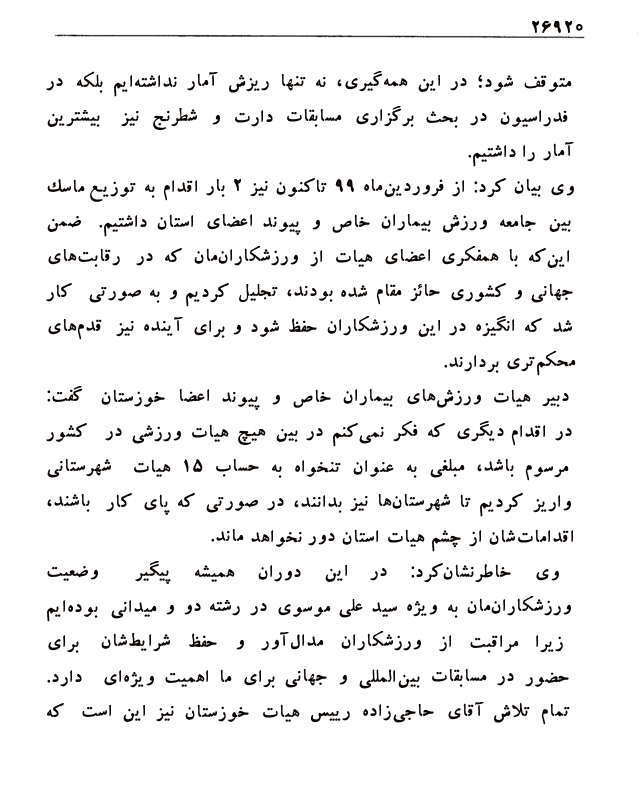 ۲۶۹۲۰
متوقف شود؛ در این همه‌گیری، نه تنها ریزش آمار نداشته‌ایم بلکه در
فدراسیون در بحث برگزاری مسابقات دارت و شطرنج نیز بیشترین
آمار را داشتیم.
وی بیان کرد: از فروردین‌ماه ۹۹ تاکنون نیز ۲ بار اقدام به توزیع ماسک
بین جامعه ورزش بیماران خاص و پیوند اعضای استان داشتیم. ضمن
این‌که با همفکری اعضای هیات از ورزشکاران‌مان که در رقابت‌های
جهانی و کشوری حائز مقام شده بودند، تجلیل کردیم و به صورتی کار
شد که انگیزه در این ورزشکاران حفظ شود و برای آینده نیز قدم‌های
محکم‌تری بردارند.
دبیر هیات ورزش‌های بیماران خاص و پیوند اعضا خوزستان گفت:
در اقدام دیگری که فکر نمی‌کنم در بین هیچ هیات ورزشی در کشور
مرسوم باشد، مبلغی به عنوان تنخواه به حساب ۱۵ هیات شهرستانی
واریز کردیم تا شهرستان‌ها نیز بدانند، در صورتی که پای کار باشند،
اقدامات‌شان از چشم هیات استان دور نخواهد ماند.
وی خاطرنشان‌کرد: در این دوران همیشه پیگیر وضعیت
ورزشکاران‌مان به ویژه سید علی موسوی در رشته دو و میدانی بوده‌ایم
زیرا مراقبت از ورزشکاران مدال‌آور و حفظ شرایط‌شان برای
حضور در مسابقات بین‌المللی و جهانی برای ما اهمیت ویژه‌ای دارد.
تمام تلاش آقای حاجی‌زاده رییس هیات خوزستان نیز این است که